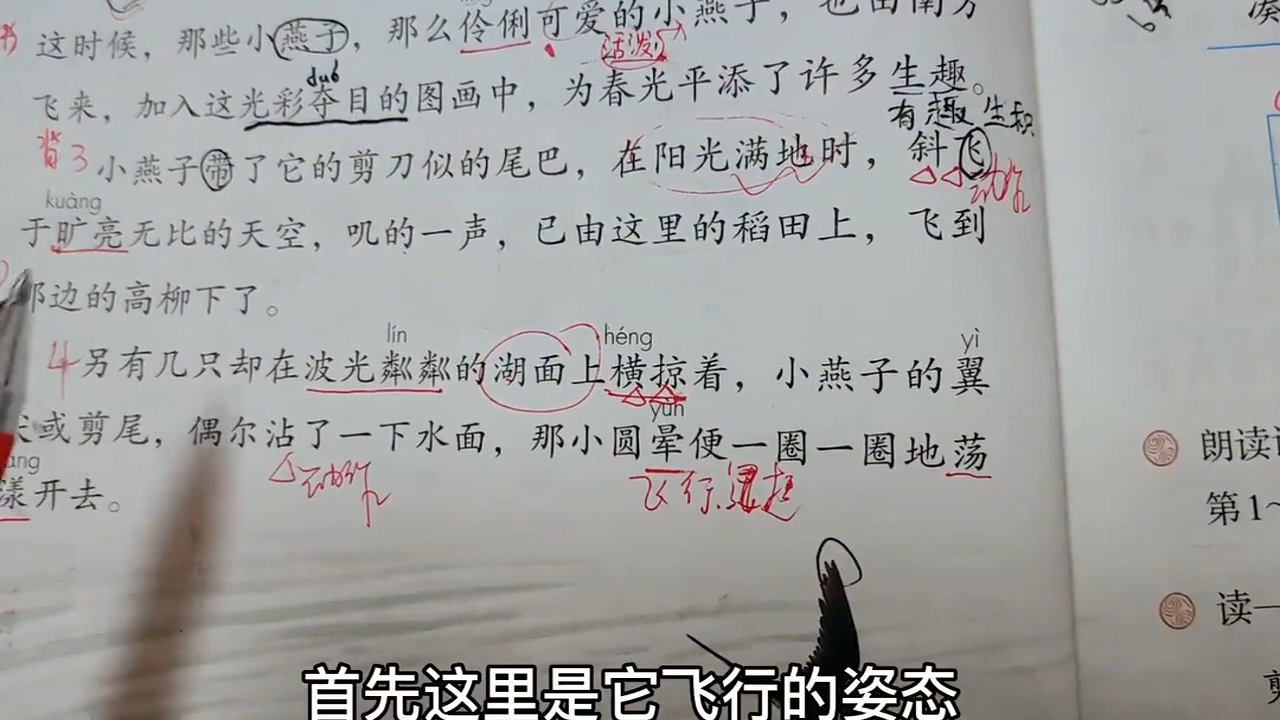 这时候，那些小燕子，那么伶俐可爱的小燕子，也由南方
活泼
duó
飞来，加入这光彩夺目的图画中，为春光平添了许多生趣。
有趣 生积
背3 小燕子带了它的剪刀似的尾巴，在阳光满地时，斜飞
动作
kuàng
于旷亮无比的天空，叽的一声，已由这里的稻田上，飞到
那边的高柳下了。
lín héng yì
4 另有几只却在波光粼粼的湖面上横掠着，小燕子的翼
yùn
尖或剪尾，偶尔沾了一下水面，那小圆晕便一圈一圈地荡
动作
飞行
漾开去。
朗读
第1~
读一
剪
首先这里是它飞行的姿态